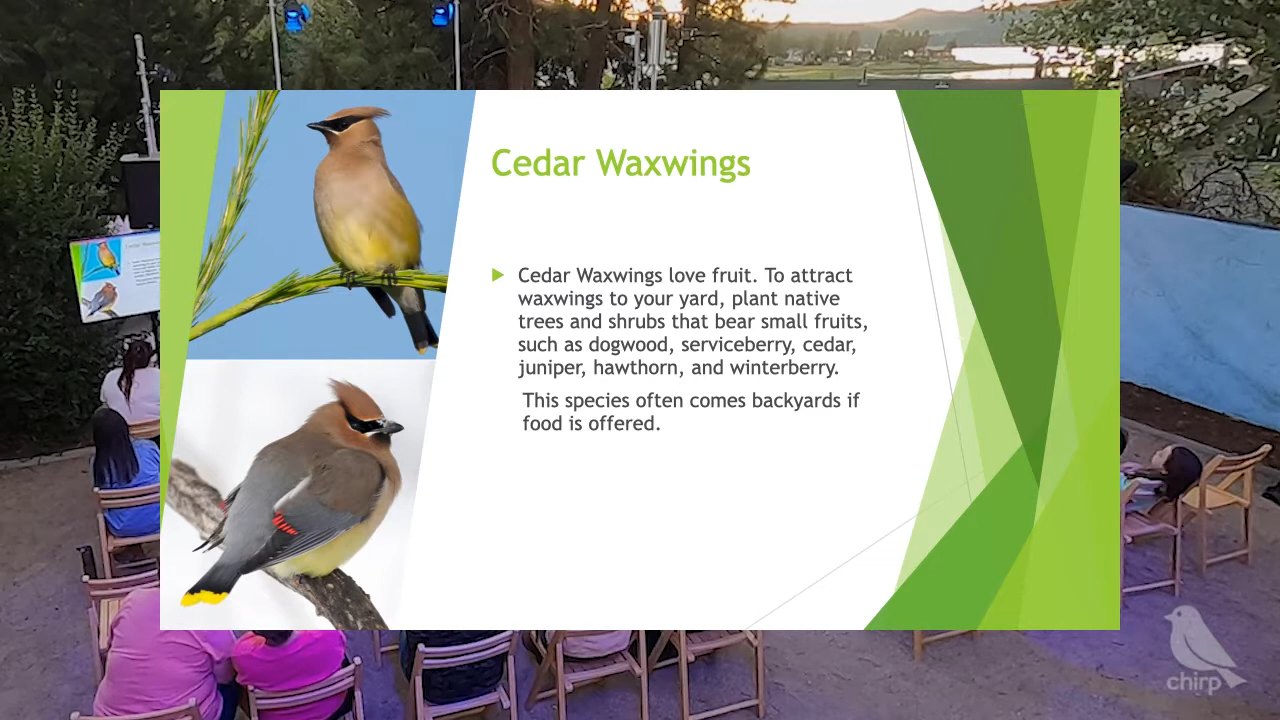 Cedar Waxwings
Cedar Waxwings love fruit. To attract
waxwings to your yard, plant native
trees and shrubs that bear small fruits,
such as dogwood, serviceberry, cedar,
juniper, hawthorn, and winterberry.
This species often comes backyards if
food is offered.
chirp